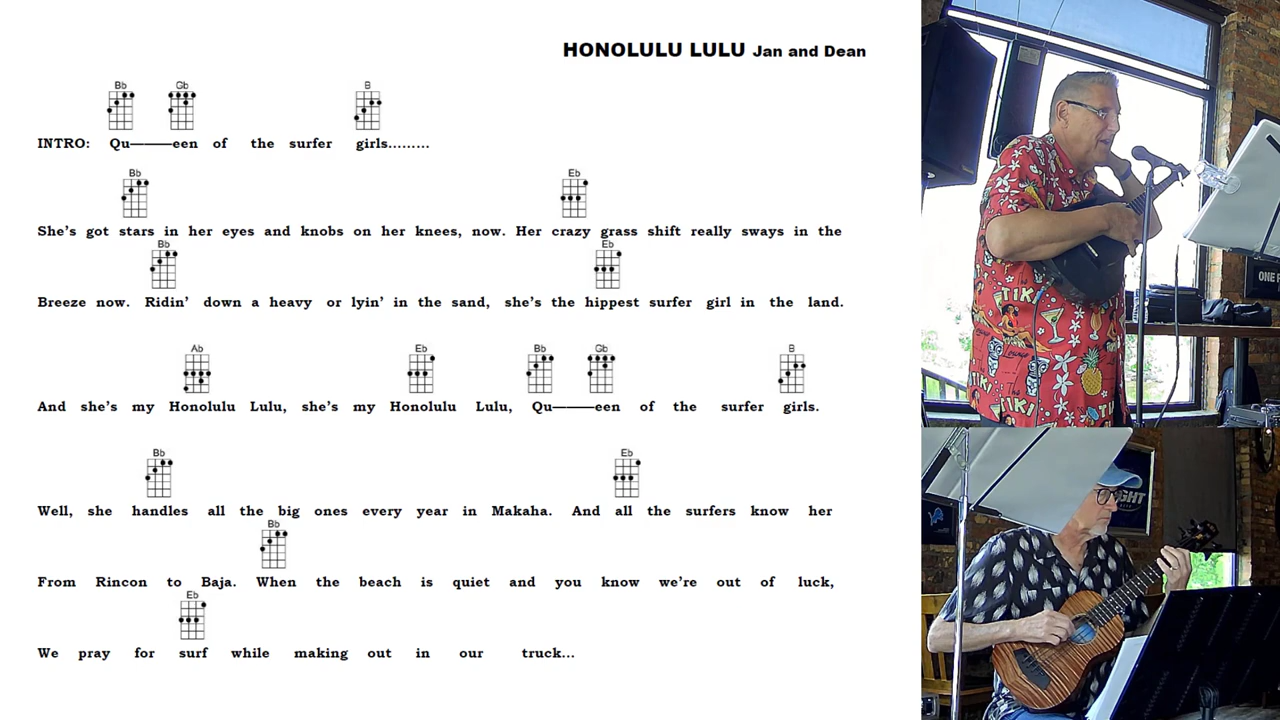 HONOLULU LULU Jan and Dean
Bb Gb B
INTRO: Qu———een of the surfer girls.........
Bb Eb
She's got stars in her eyes and knobs on her knees, now. Her crazy grass shift really sways in the
Bb Eb
Breeze now. Ridin' down a heavy or lyin' in the sand, she's the hippest surfer girl in the land.
Ab Eb Bb Gb B
And she's my Honolulu Lulu, she's my Honolulu Lulu, Qu———een of the surfer girls.
Bb Eb
Well, she handles all the big ones every year in Makaha. And all the surfers know her
Bb
From Rincon to Baja. When the beach is quiet and you know we're out of luck,
Eb
We pray for surf while making out in our truck...
TIKI
Lounge
The
TIKI
TIKI
ONE